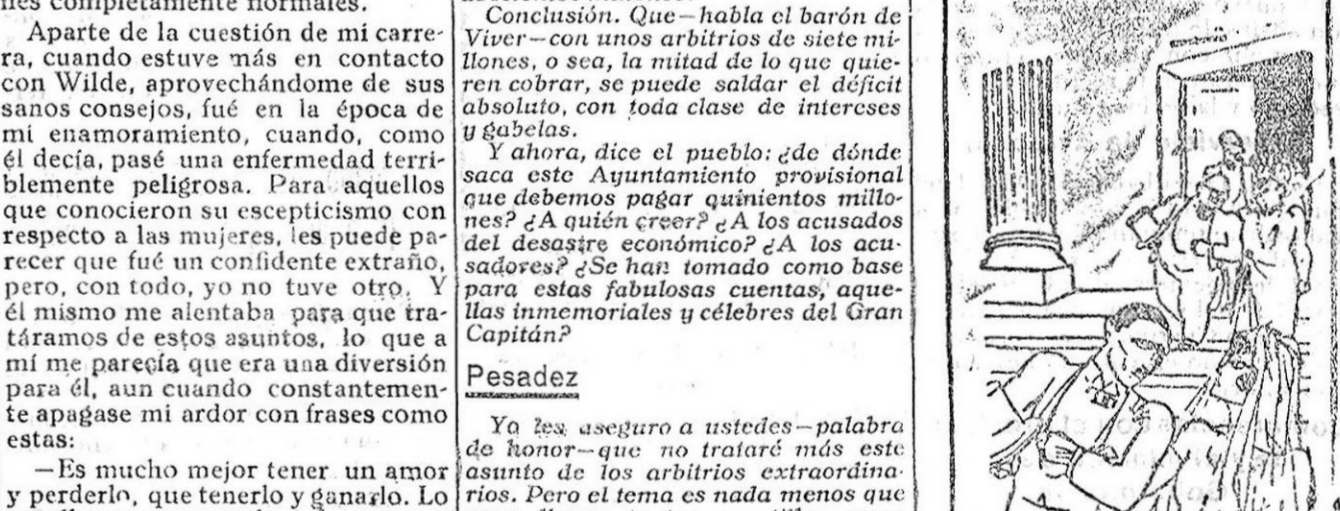 nes completamente normales.
Aparte de la cuestión de mi carre-
ra, cuando estuve más en contacto
con Wilde, aprovechándome de sus
sanos consejos, fué en la época de
mi enamoramiento, cuando, como
él decía, pasé una enfermedad terri-
blemente peligrosa. Para aquellos
que conocieron su escepticismo con
respecto a las mujeres, les puede pa-
recer que fué un confidente extraño,
pero, con todo, yo no tuve otro. Y
él mismo me alentaba para que tra-
táramos de estos asuntos, lo que a
mí me parecía que era una diversión
para él, aun cuando constantemen-
te apagase mi ardor con frases como
estas:
—Es mucho mejor tener un amor
y perderlo, que tenerlo y ganarlo. Lo
Conclusión. Que—habla el barón de
Viver—con unos arbitrios de siete mi-
llones, o sea, la mitad de lo que quie-
ren cobrar, se puede saldar el déficit
absoluto, con toda clase de intereses
y gabelas.
Y ahora, dice el pueblo: ¿de dónde
saca este Ayuntamiento provisional
que debemos pagar quinientos millo-
nes? ¿A quién creer? ¿A los acusados
del desastre económico? ¿A los acu-
sadores? ¿Se han tomado como base
para estas fabulosas cuentas, aque-
llas inmemoriales y célebres del Gran
Capitán?
Pesadez
Yo les aseguro a ustedes—palabra
de honor—que no trataré más este
asunto de los arbitrios extraordina-
rios. Pero el tema es nada menos que